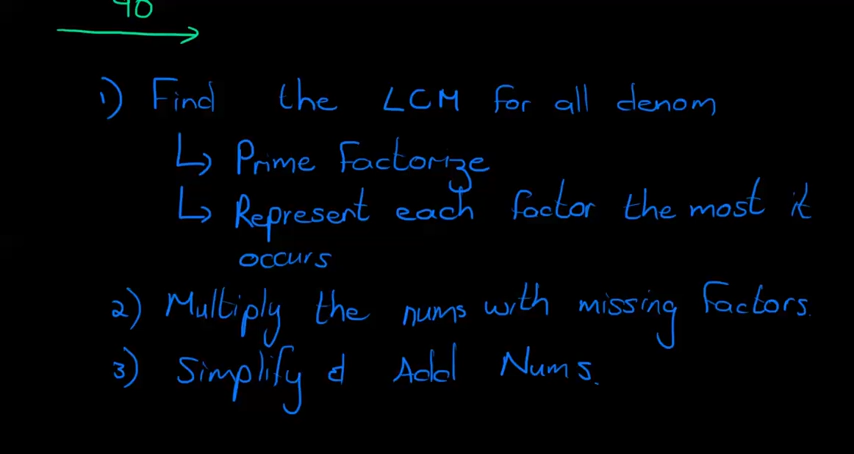 90
1) Find the LCM for all denom
↳ Prime Factorize
↳ Represent each factor the most it
occurs
2) Multiply the nums with missing Factors.
3) Simplify & Add Nums.